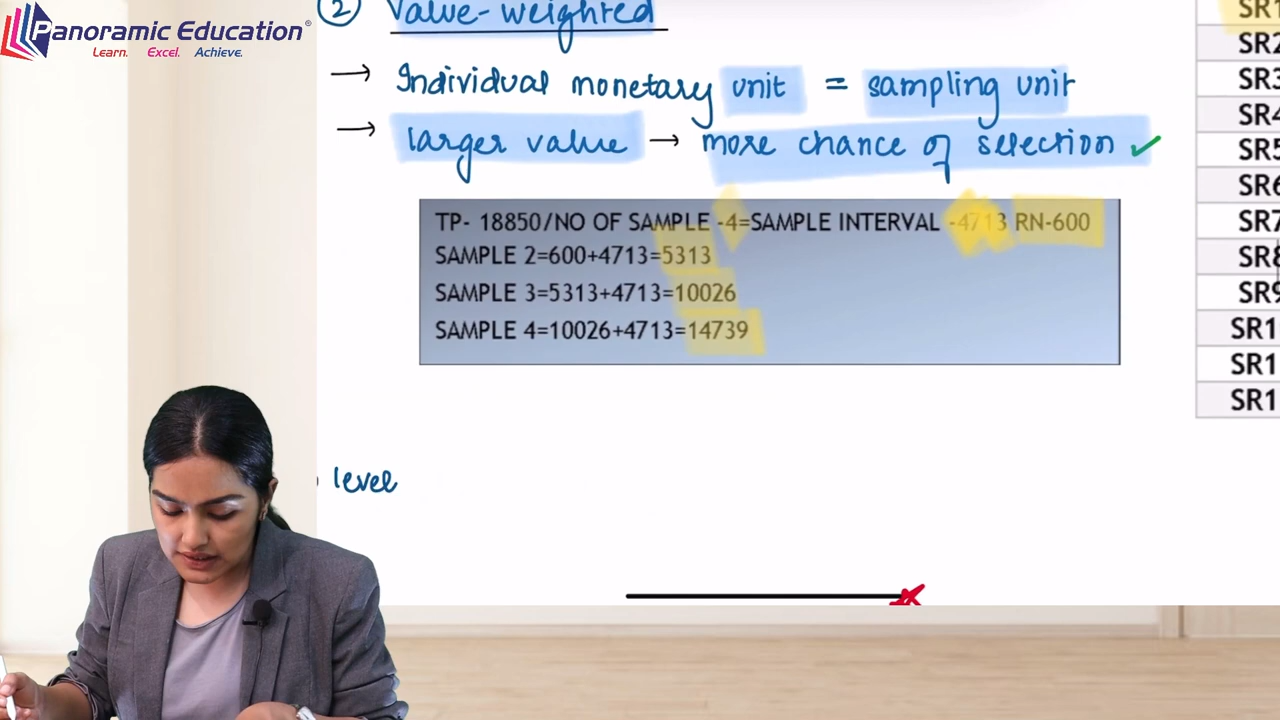 Panoramic Education®
Learn. Excel. Achieve.
② Value-weighted
→ Individual monetary unit = sampling unit
→ larger value → more chance of selection ✓
TP- 18850/NO OF SAMPLE -4=SAMPLE INTERVAL -4713 RN-600
SAMPLE 2=600+4713=5313
SAMPLE 3=5313+4713=10026
SAMPLE 4=10026+4713=14739
level
SR1
SR2
SR3
SR4
SR5
SR6
SR7
SR8
SR9
SR1
SR1
SR1